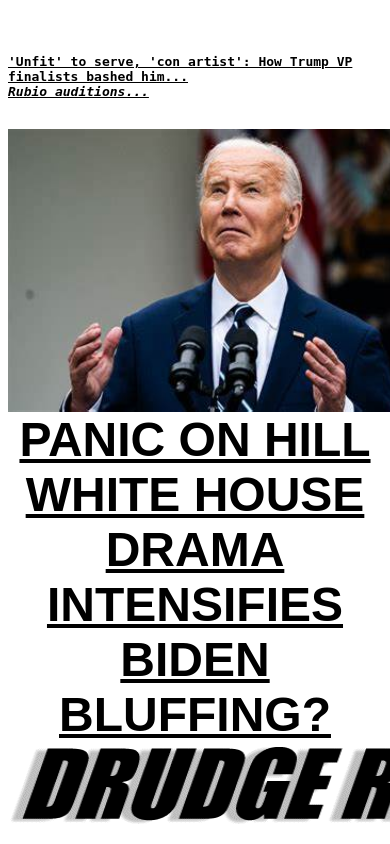 'Unfit' to serve, 'con artist': How Trump VP
finalists bashed him...
Rubio auditions...
PANIC ON HILL
WHITE HOUSE
DRAMA
INTENSIFIES
BIDEN
BLUFFING?
DRUDGE R